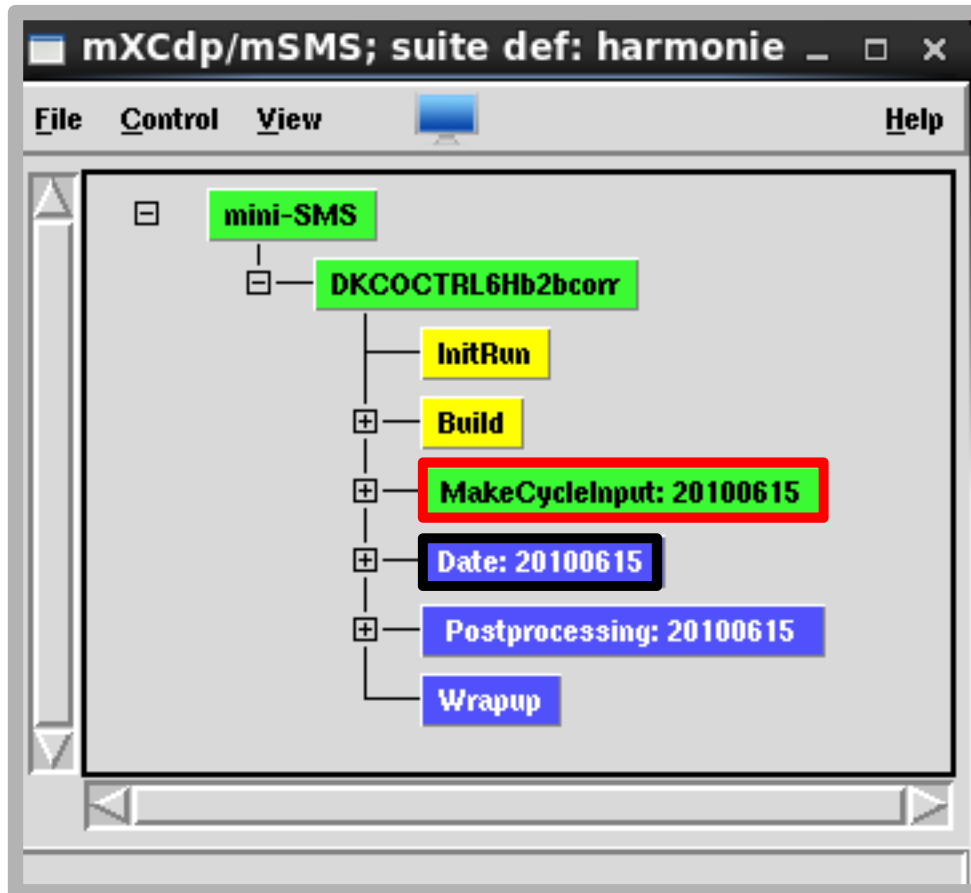 mXCdp/mSMS; suite def: harmonie
File Control View Help
mini-SMS
DKCOCTRL6Hb2bcorr
InitRun
Build
MakeCycleInput: 20100615
Date: 20100615
Postprocessing: 20100615
Wrapup